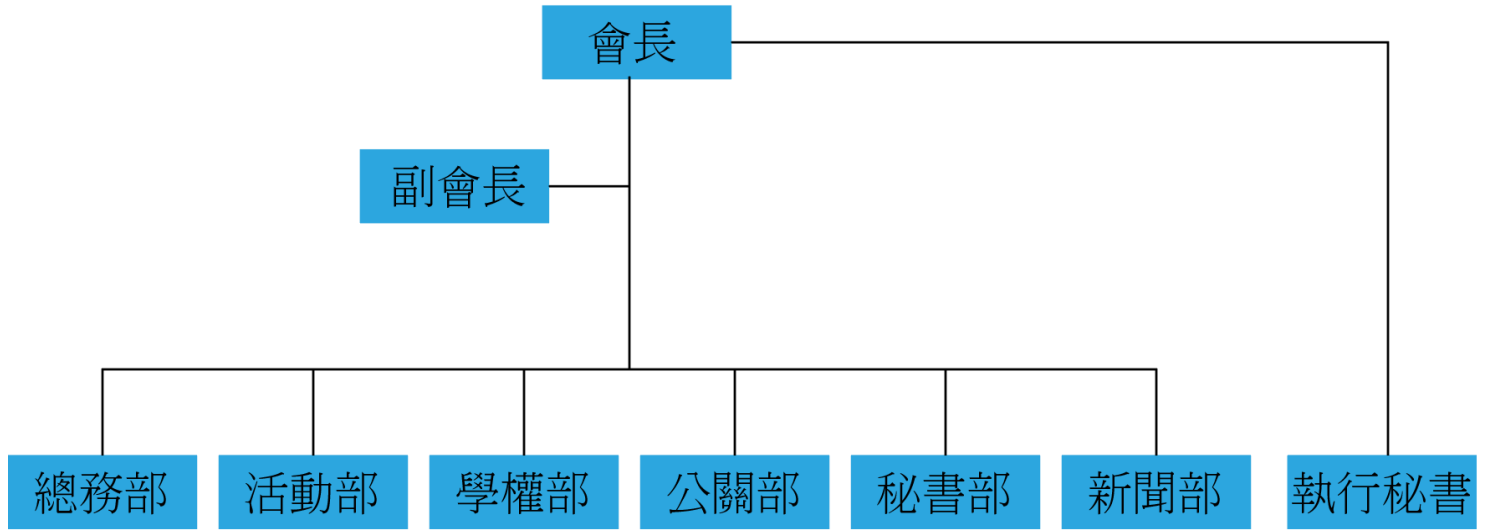 會長
副會長
總務部
活動部
學權部
公關部
秘書部
新聞部
執行秘書